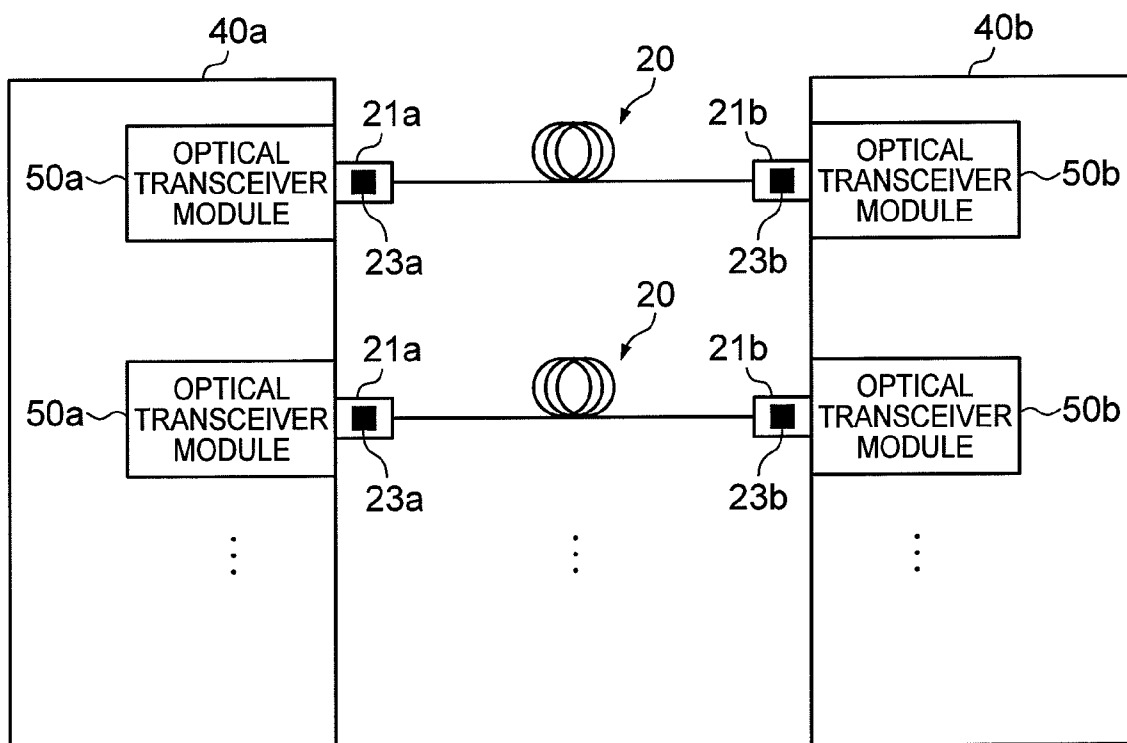 40a
40b
20
21a
21b
OPTICAL
TRANSCEIVER
MODULE
50a
OPTICAL
TRANSCEIVER
MODULE
50b
23a
23b
20
21a
21b
OPTICAL
TRANSCEIVER
MODULE
50a
OPTICAL
TRANSCEIVER
MODULE
50b
23a
23b